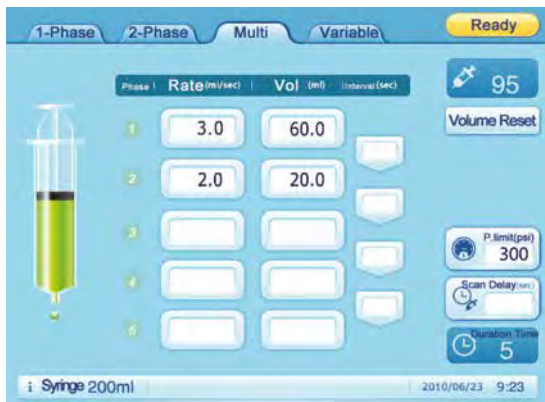 1-Phase 2-Phase Multi Variable Ready
Phase Rate(ml/sec) Vol (ml) Interval(sec)
95
Volume Reset
1 3.0 60.0
2 2.0 20.0
3
P.limit(psi)
300
4
Scan Delay(sec)
5
Duration Time
5
i Syringe 200ml 2010/06/23 9:23